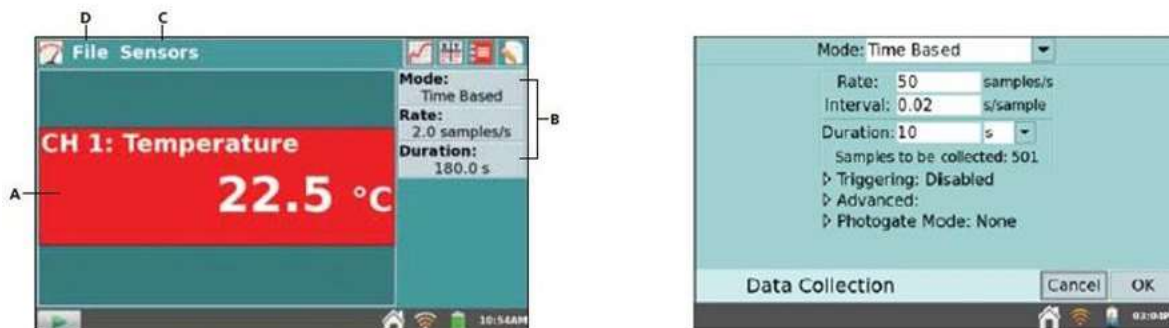 D C
File Sensors
Mode:
Time Based
Rate:
2.0 samples/s
Duration:
180.0 s
B
CH 1: Temperature
22.5 °C
A
10:54AM
Mode: Time Based
Rate: 50 samples/s
Interval: 0.02 s/sample
Duration: 10 s
Samples to be collected: 501
Triggering: Disabled
Advanced:
Photogate Mode: None
Data Collection Cancel OK
03:04P